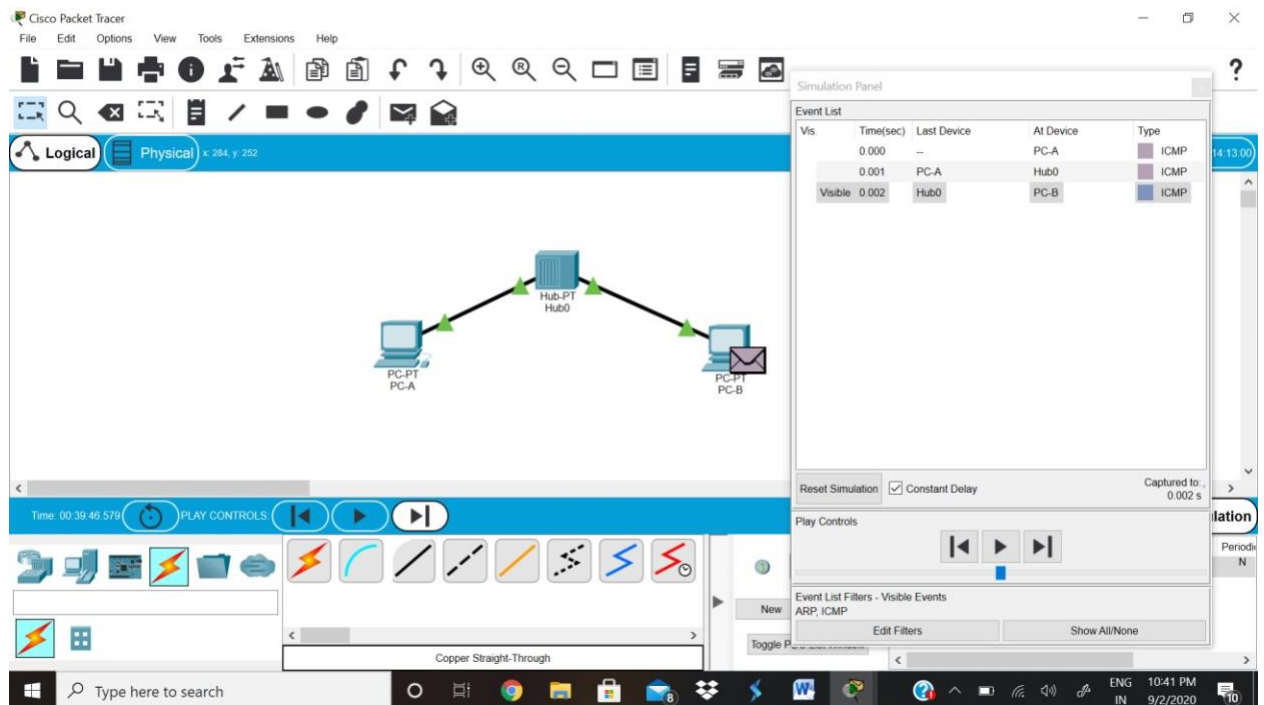 Cisco Packet Tracer
File Edit Options View Tools Extensions Help
?
Logical Physical x: 264, y: 252
14:13:00
Hub-PT
Hub0
PC-PT
PC-A
PC-PT
PC-B
Simulation Panel
Event List
Vis. Time(sec) Last Device At Device Type
0.000 -- PC-A ICMP
0.001 PC-A Hub0 ICMP
Visible 0.002 Hub0 PC-B ICMP
Reset Simulation Constant Delay Captured to:
0.002 s
Play Controls
Event List Filters - Visible Events
ARP, ICMP
Edit Filters Show All/None
Time: 00:39:46.579 PLAY CONTROLS:
lation
Periodi
N
New
Toggle P
Copper Straight-Through
Type here to search
8
ENG
IN
10:41 PM
9/2/2020
10